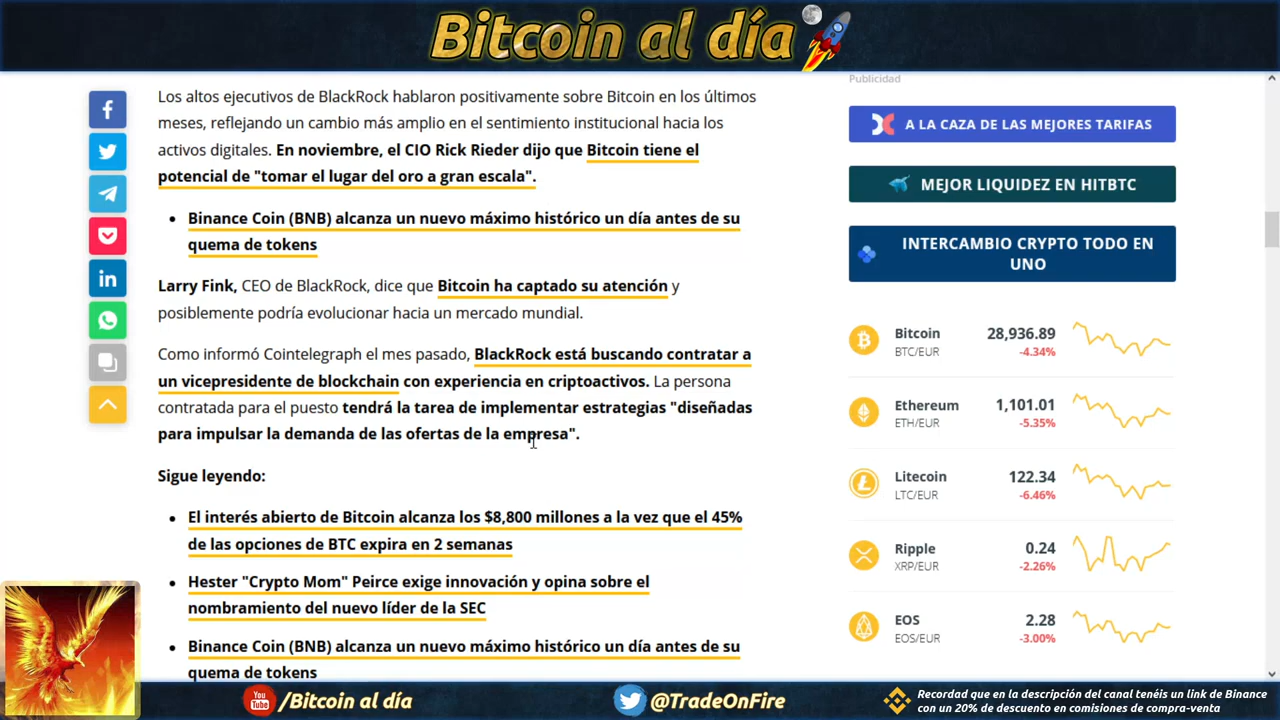 Bitcoin al día
Los altos ejecutivos de BlackRock hablaron positivamente sobre Bitcoin en los últimos
meses, reflejando un cambio más amplio en el sentimiento institucional hacia los
activos digitales. En noviembre, el CIO Rick Rieder dijo que Bitcoin tiene el
potencial de "tomar el lugar del oro a gran escala".
• Binance Coin (BNB) alcanza un nuevo máximo histórico un día antes de su
quema de tokens
Larry Fink, CEO de BlackRock, dice que Bitcoin ha captado su atención y
posiblemente podría evolucionar hacia un mercado mundial.
Como informó Cointelegraph el mes pasado, BlackRock está buscando contratar a
un vicepresidente de blockchain con experiencia en criptoactivos. La persona
contratada para el puesto tendrá la tarea de implementar estrategias "diseñadas
para impulsar la demanda de las ofertas de la empresa".
Sigue leyendo:
• El interés abierto de Bitcoin alcanza los $8,800 millones a la vez que el 45%
de las opciones de BTC expira en 2 semanas
• Hester "Crypto Mom" Peirce exige innovación y opina sobre el
nombramiento del nuevo líder de la SEC
• Binance Coin (BNB) alcanza un nuevo máximo histórico un día antes de su
quema de tokens
Publicidad
A LA CAZA DE LAS MEJORES TARIFAS
MEJOR LIQUIDEZ EN HITBTC
INTERCAMBIO CRYPTO TODO EN
UNO
Bitcoin 28,936.89
BTC/EUR -4.34%
Ethereum 1,101.01
ETH/EUR -5.35%
Litecoin 122.34
LTC/EUR -6.46%
Ripple 0.24
XRP/EUR -2.26%
EOS 2.28
EOS/EUR -3.00%
You Tube /Bitcoin al día
@TradeOnFire
Recordad que en la descripción del canal tenéis un link de Binance
con un 20% de descuento en comisiones de compra-venta